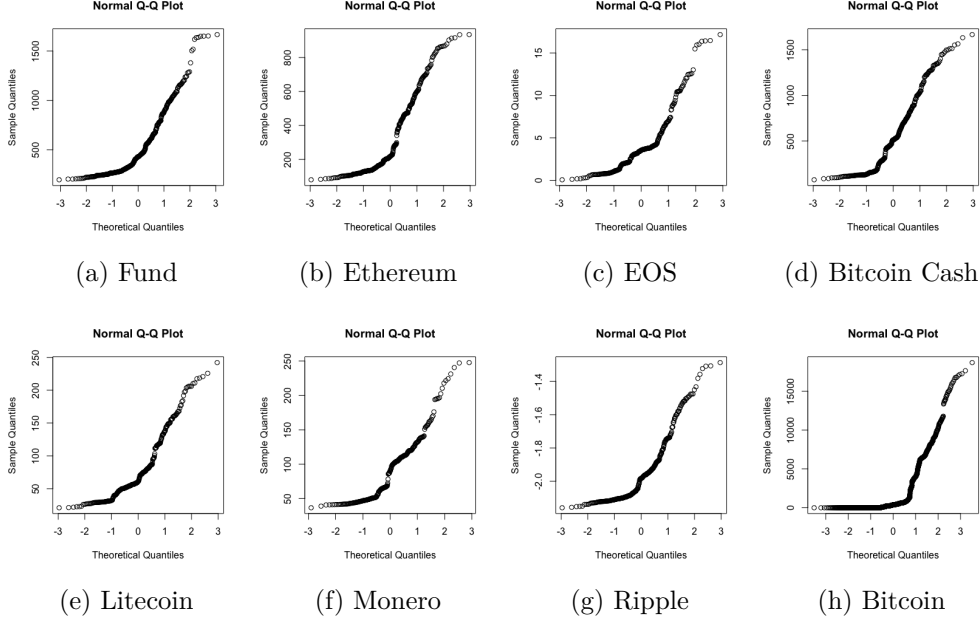 Normal Q-Q Plot
Sample Quantiles
1500
1000
500
-3 -2 -1 0 1 2 3
Theoretical Quantiles
(a) Fund
Normal Q-Q Plot
Sample Quantiles
800
600
400
200
-3 -2 -1 0 1 2 3
Theoretical Quantiles
(b) Ethereum
Normal Q-Q Plot
Sample Quantiles
15
10
5
0
-3 -2 -1 0 1 2 3
Theoretical Quantiles
(c) EOS
Normal Q-Q Plot
Sample Quantiles
1500
1000
500
0
-3 -2 -1 0 1 2 3
Theoretical Quantiles
(d) Bitcoin Cash
Normal Q-Q Plot
Sample Quantiles
250
200
150
100
50
-3 -2 -1 0 1 2 3
Theoretical Quantiles
(e) Litecoin
Normal Q-Q Plot
Sample Quantiles
250
200
150
100
50
-3 -2 -1 0 1 2 3
Theoretical Quantiles
(f) Monero
Normal Q-Q Plot
Sample Quantiles
-1.4
-1.6
-1.8
-2.0
-3 -2 -1 0 1 2 3
Theoretical Quantiles
(g) Ripple
Normal Q-Q Plot
Sample Quantiles
15000
10000
5000
0
-3 -2 -1 0 1 2 3
Theoretical Quantiles
(h) Bitcoin